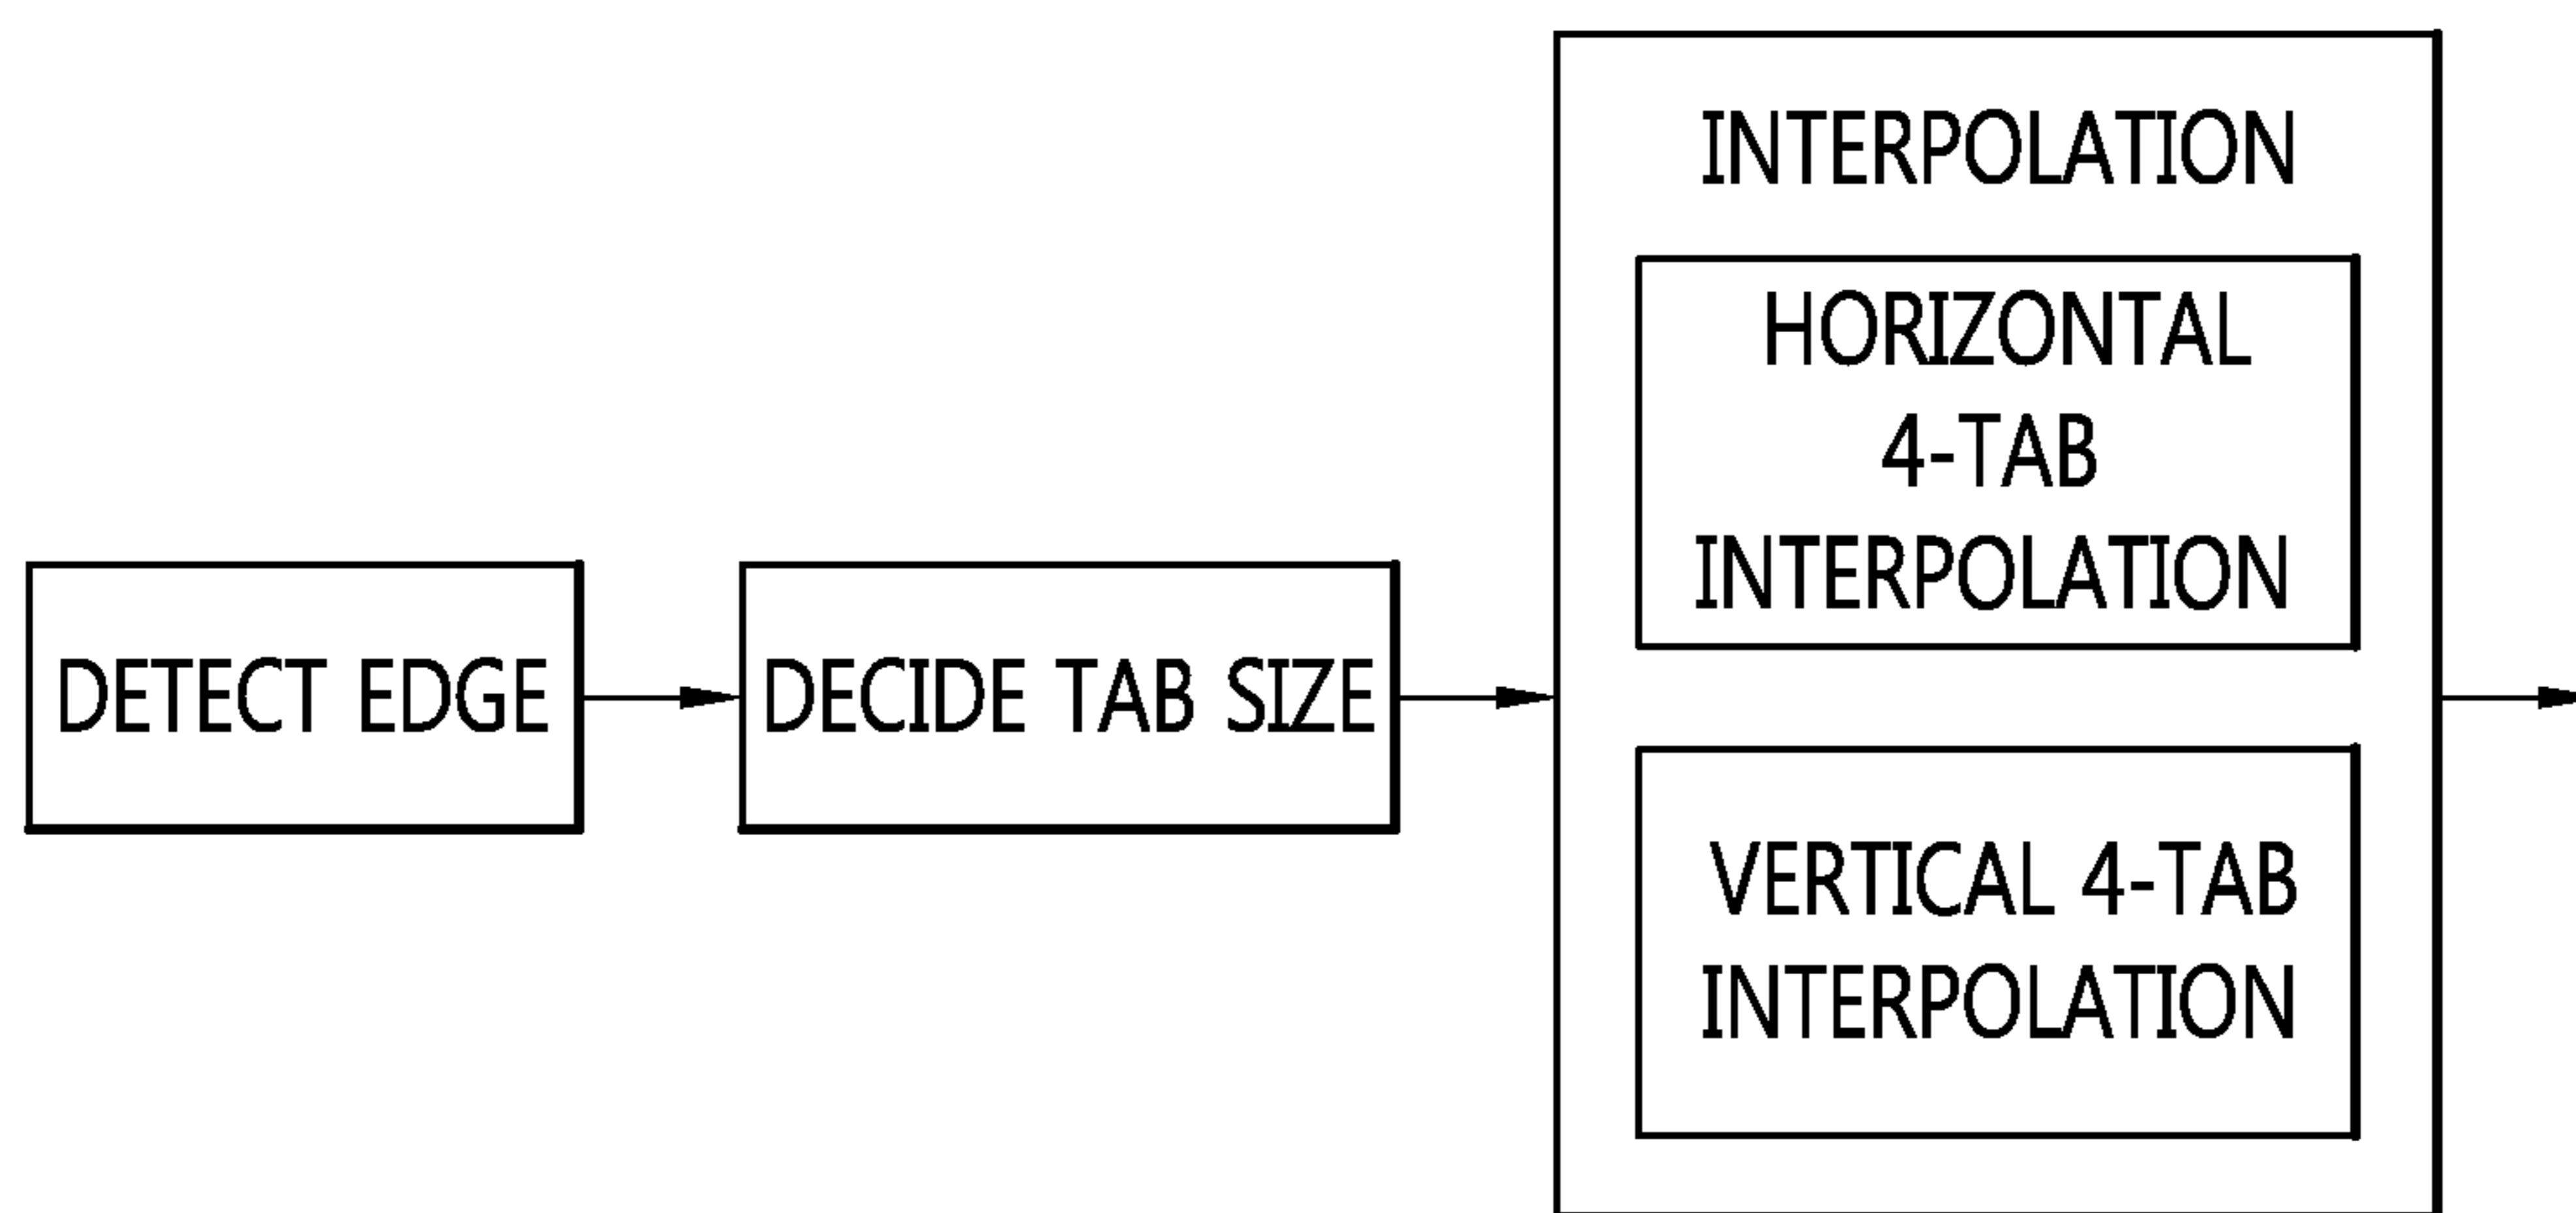 DETECT EDGE
DECIDE TAB SIZE
INTERPOLATION
HORIZONTAL
4-TAB
INTERPOLATION
VERTICAL 4-TAB
INTERPOLATION